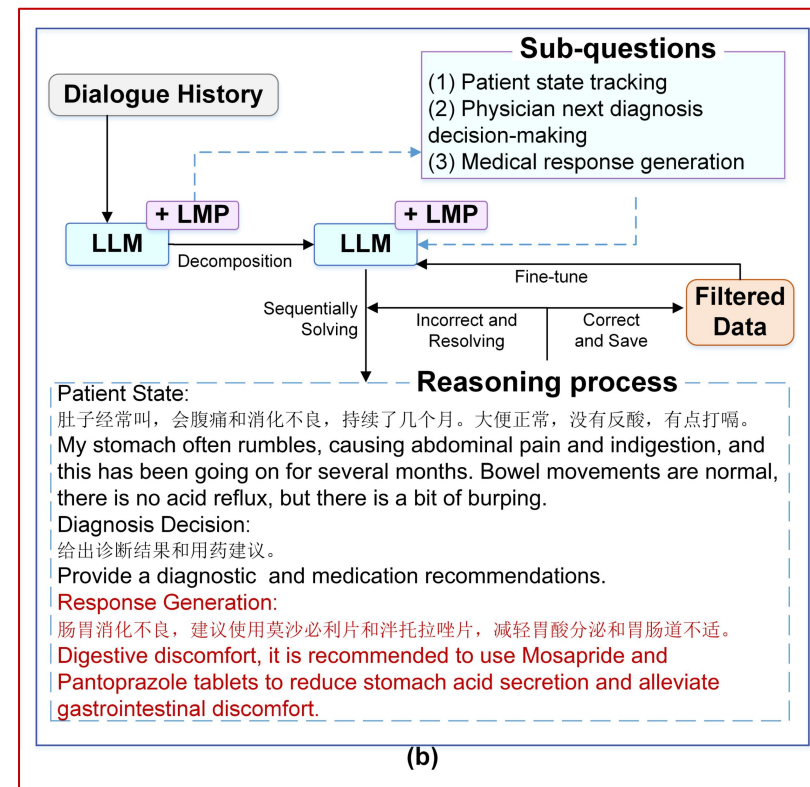 Sub-questions
(1) Patient state tracking
(2) Physician next diagnosis
decision-making
(3) Medical response generation
Dialogue History
+ LMP
LLM
+ LMP
LLM
Decomposition
Fine-tune
Filtered
Data
Sequentially
Solving
Incorrect and
Resolving
Correct
and Save
Reasoning process
Patient State:
肚子经常叫，会腹痛和消化不良，持续了几个月。大便正常，没有反酸，有点打嗝。
My stomach often rumbles, causing abdominal pain and indigestion, and
this has been going on for several months. Bowel movements are normal,
there is no acid reflux, but there is a bit of burping.
Diagnosis Decision:
给出诊断结果和用药建议。
Provide a diagnostic and medication recommendations.
Response Generation:
肠胃消化不良，建议使用莫沙必利片和泮托拉唑片，减轻胃酸分泌和胃肠道不适。
Digestive discomfort, it is recommended to use Mosapride and
Pantoprazole tablets to reduce stomach acid secretion and alleviate
gastrointestinal discomfort.
(b)